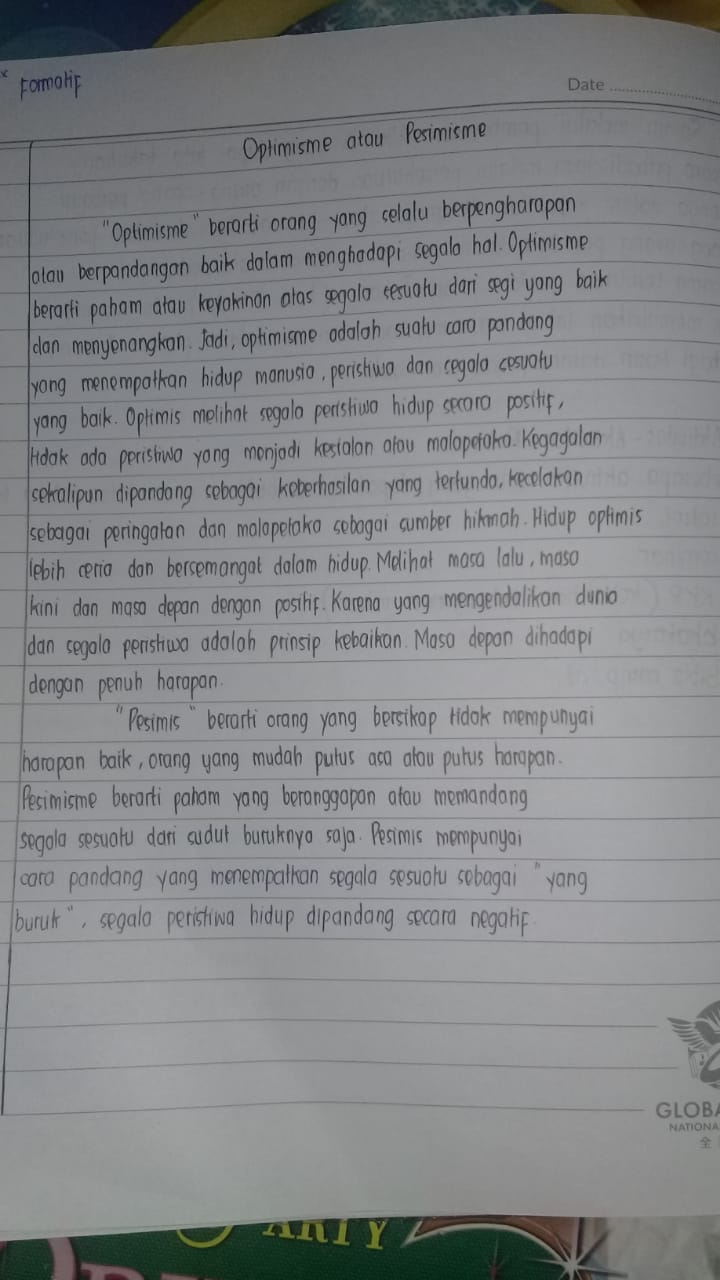 * Formatif
Date
Optimisme atau Pesimisme
"Optimisme" berarti orang yang selalu berpengharapan
atau berpandangan baik dalam menghadapi segala hal. Optimisme
berarti paham atau keyakinan atas segala sesuatu dari segi yang baik
dan menyenangkan. Jadi, optimisme adalah suatu cara pandang
yang menempatkan hidup manusia, peristiwa dan segala sesuatu
yang baik. Optimis melihat segala peristiwa hidup secara positif,
tidak ada peristiwa yang menjadi kesialan atau malapetaka. Kegagalan
sekalipun dipandang sebagai keberhasilan yang tertunda, kecelakan
sebagai peringatan dan malapetaka sebagai sumber hikmah. Hidup optimis
lebih ceria dan bersemangat dalam hidup. Melihat masa lalu, masa
kini dan masa depan dengan positif. Karena yang mengendalikan dunia
dan segala peristiwa adalah prinsip kebaikan. Masa depan dihadapi
dengan penuh harapan.
"Pesimis" berarti orang yang bersikap tidak mempunyai
harapan baik, orang yang mudah putus asa atau putus harapan.
Pesimisme berarti paham yang beranggapan atau memandang
segala sesuatu dari sudut buruknya saja. Pesimis mempunyai
cara pandang yang menempatkan segala sesuatu sebagai "yang
buruk", segala peristiwa hidup dipandang secara negatif.
GLOBA
NATIONA
全
ARTY